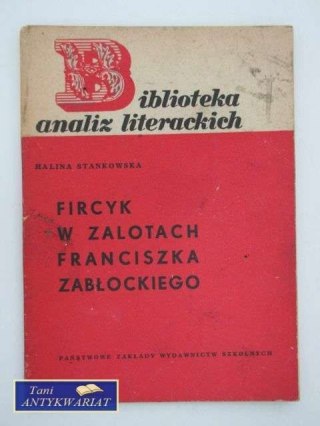 Biblioteka
analiz literackich
HALINA STANKOWSKA
FIRCYK
W ZALOTACH
FRANCISZKA
ZABŁOCKIEGO
PAŃSTWOWE ZAKŁADY WYDAWNICTW SZKOLNYCH
Tani
ANTYKWARIAT